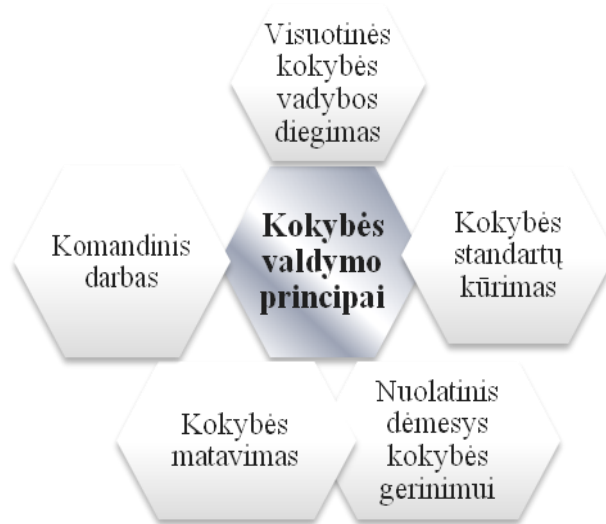 Visuotinės
kokybės
vadybos
diegimas
Komandinis
darbas
Kokybės
valdymo
principai
Kokybės
standartų
kūrimas
Kokybės
matavimas
Nuolatinis
dėmesys
kokybės
gerinimui